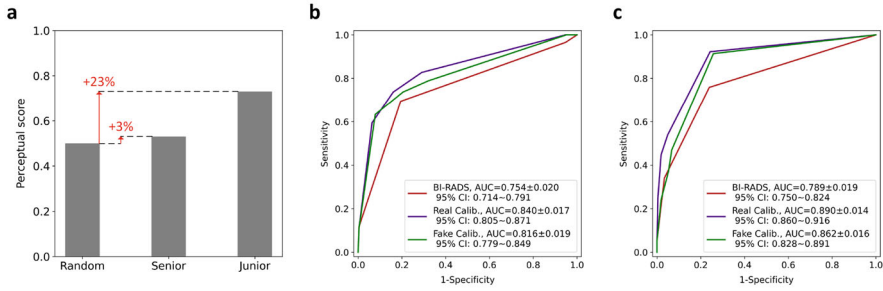 a
1.0
0.8
0.6
0.4
0.2
0.0
Perceptual score
+23%
+3%
Random Senior Junior
b
1.0
0.8
0.6
0.4
0.2
0.0
Sensitivity
BI-RADS, AUC=0.754±0.020
95% CI: 0.714~0.791
Real Calib., AUC=0.840±0.017
95% CI: 0.805~0.871
Fake Calib., AUC=0.816±0.019
95% CI: 0.779~0.849
0.0 0.2 0.4 0.6 0.8 1.0
1-Specificity
c
1.0
0.8
0.6
0.4
0.2
0.0
Sensitivity
BI-RADS, AUC=0.789±0.019
95% CI: 0.750~0.824
Real Calib., AUC=0.890±0.014
95% CI: 0.860~0.916
Fake Calib., AUC=0.862±0.016
95% CI: 0.828~0.891
0.0 0.2 0.4 0.6 0.8 1.0
1-Specificity